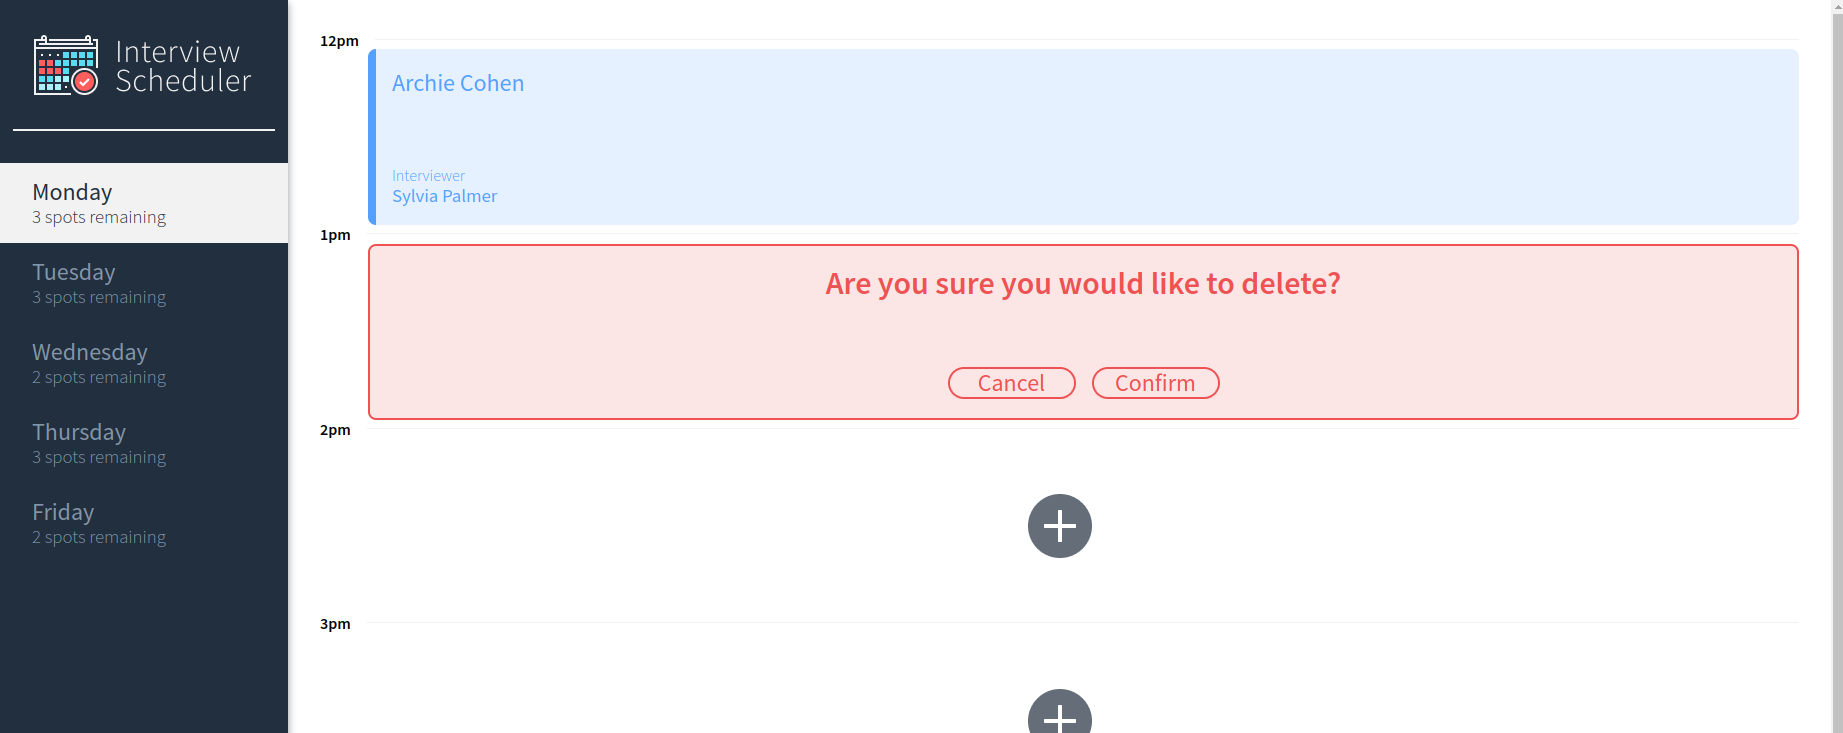 Interview
Scheduler
Monday
3 spots remaining
Tuesday
3 spots remaining
Wednesday
2 spots remaining
Thursday
3 spots remaining
Friday
2 spots remaining
12pm
Archie Cohen
Interviewer
Sylvia Palmer
1pm
Are you sure you would like to delete?
Cancel Confirm
2pm
3pm